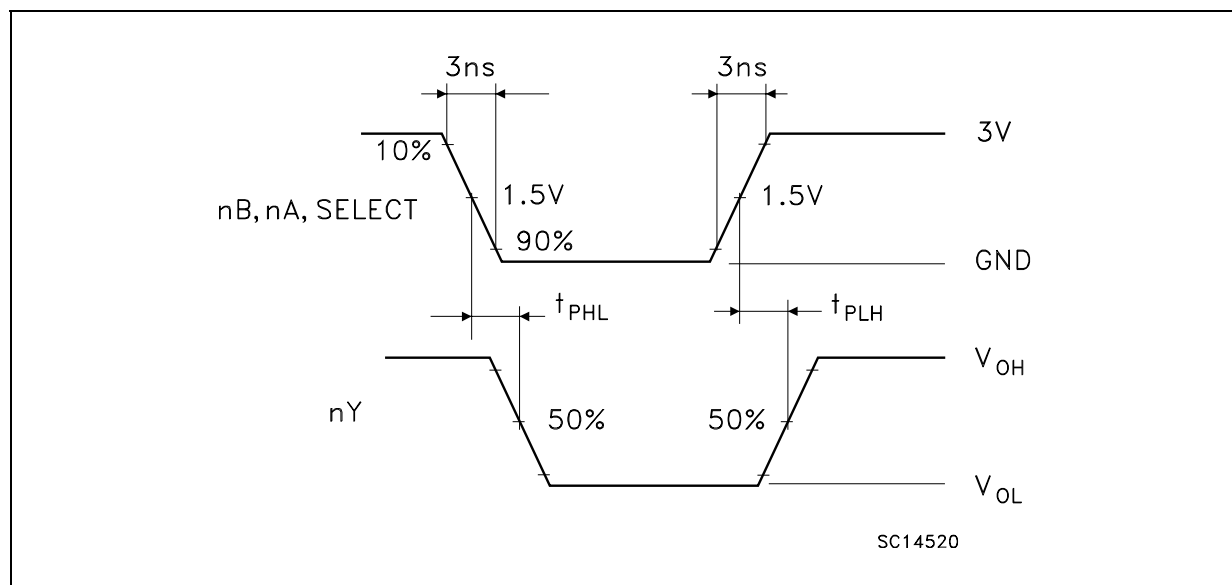 3ns 3ns
3V
10%
nB, nA, SELECT 1.5V 1.5V
90%
GND
tPHL tPLH
VOH
nY 50% 50%
VOL
SC14520